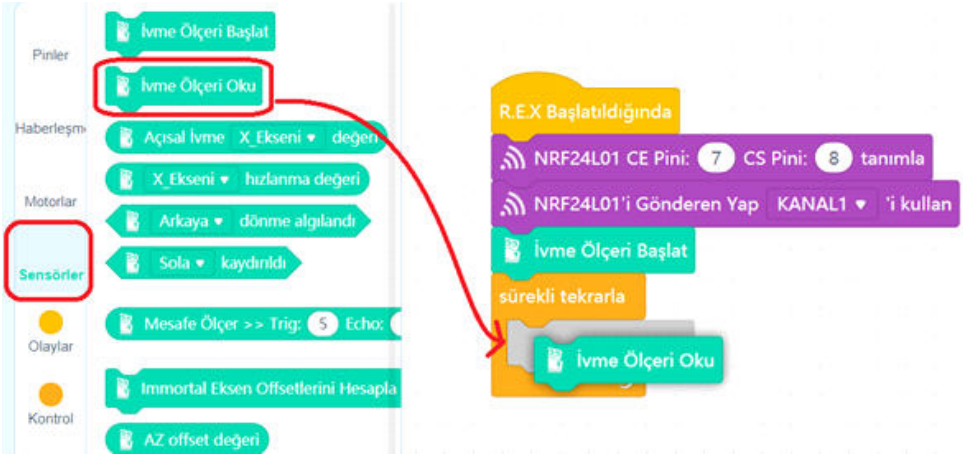 Pinler
Haberleşm
Motorlar
Sensörler
Olaylar
Kontrol
İvme Ölçeri Başlat
İvme Ölçeri Oku
Açısal İvme X_Ekseni değeri
X_Ekseni hızlanma değeri
Arkaya dönme algılandı
Sola kaydırıldı
Mesafe Ölçer >> Trig: 5 Echo:
Immortal Eksen Offsetlerini Hesapla
AZ offset değeri
R.E.X Başlatıldığında
NRF24L01 CE Pini: 7 CS Pini: 8 tanımla
NRF24L01'i Gönderen Yap KANAL1 'i kullan
İvme Ölçeri Başlat
sürekli tekrarla
İvme Ölçeri Oku